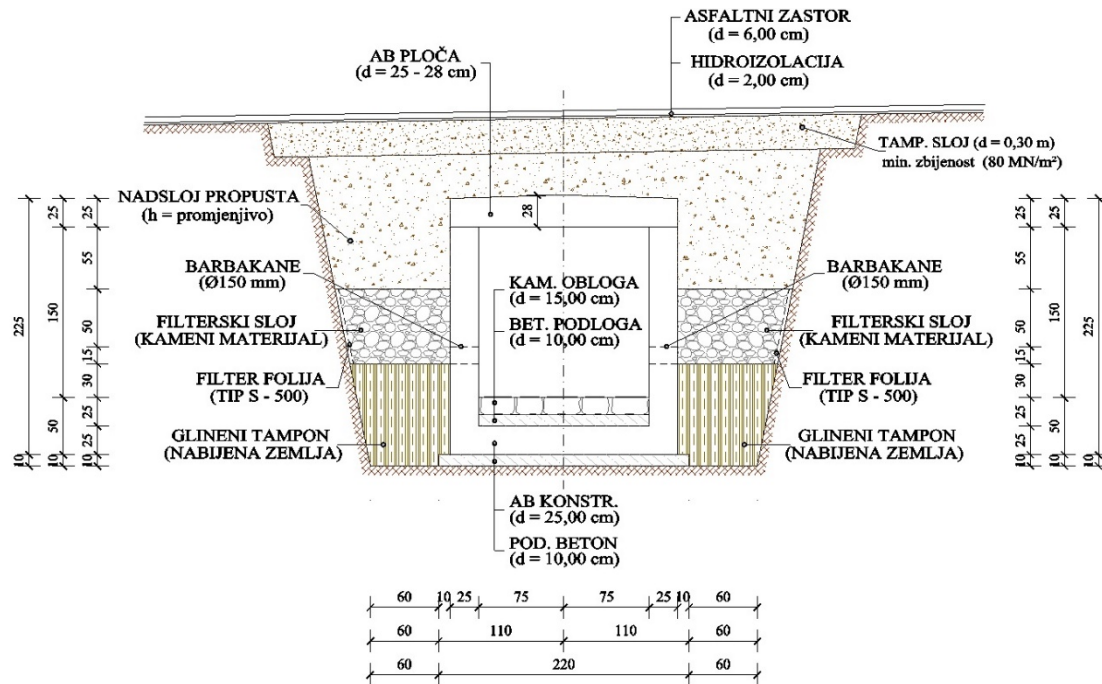 ASFALTNI ZASTOR
(d = 6,00 cm)
HIDROIZOLACIJA
(d = 2,00 cm)
AB PLOČA
(d = 25 - 28 cm)
TAMP. SLOJ (d = 0,30 m)
min. zbijenost (80 MN/m²)
NADSLOJ PROPUSTA
(h = promjenjivo)
28
BARBAKANE
(Ø150 mm)
KAM. OBLOGA
(d = 15,00 cm)
BET. PODLOGA
(d = 10,00 cm)
BARBAKANE
(Ø150 mm)
FILTERSKI SLOJ
(KAMENI MATERIJAL)
FILTERSKI SLOJ
(KAMENI MATERIJAL)
FILTER FOLIJA
(TIP S - 500)
FILTER FOLIJA
(TIP S - 500)
GLINENI TAMPON
(NABIJENA ZEMLJA)
GLINENI TAMPON
(NABIJENA ZEMLJA)
AB KONSTR.
(d = 25,00 cm)
POD. BETON
(d = 10,00 cm)
225 10
25 150 50 10
25 55 50 15 30 25 25 10
25 55 50 15 30 25 25 10
25 150 50 10
225 10
60 10 25 75 75 25 10 60
60 110 110 60
60 220 60